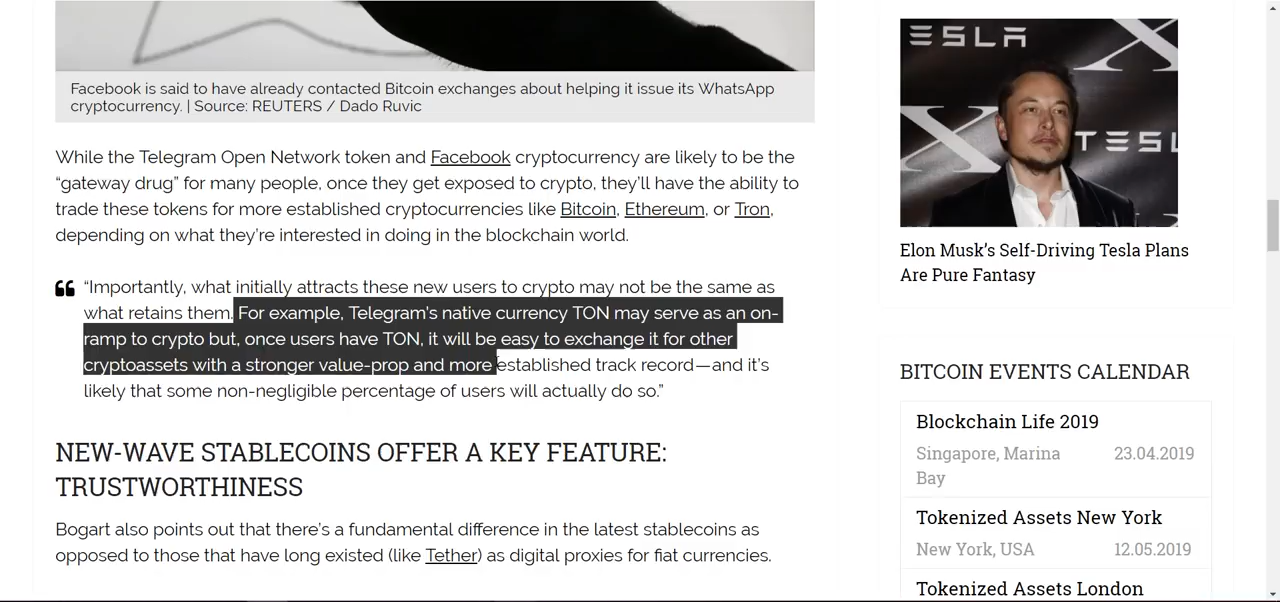 Facebook is said to have already contacted Bitcoin exchanges about helping it issue its WhatsApp
cryptocurrency. | Source: REUTERS / Dado Ruvic
While the Telegram Open Network token and Facebook cryptocurrency are likely to be the
“gateway drug” for many people, once they get exposed to crypto, they’ll have the ability to
trade these tokens for more established cryptocurrencies like Bitcoin, Ethereum, or Tron,
depending on what they’re interested in doing in the blockchain world.
“Importantly, what initially attracts these new users to crypto may not be the same as
what retains them. For example, Telegram’s native currency TON may serve as an on-
ramp to crypto but, once users have TON, it will be easy to exchange it for other
cryptoassets with a stronger value-prop and more established track record—and it’s
likely that some non-negligible percentage of users will actually do so.”
NEW-WAVE STABLECOINS OFFER A KEY FEATURE:
TRUSTWORTHINESS
Bogart also points out that there’s a fundamental difference in the latest stablecoins as
opposed to those that have long existed (like Tether) as digital proxies for fiat currencies.
ESLA
TESL
Elon Musk’s Self-Driving Tesla Plans
Are Pure Fantasy
BITCOIN EVENTS CALENDAR
Blockchain Life 2019
Singapore, Marina 23.04.2019
Bay
Tokenized Assets New York
New York, USA 12.05.2019
Tokenized Assets London